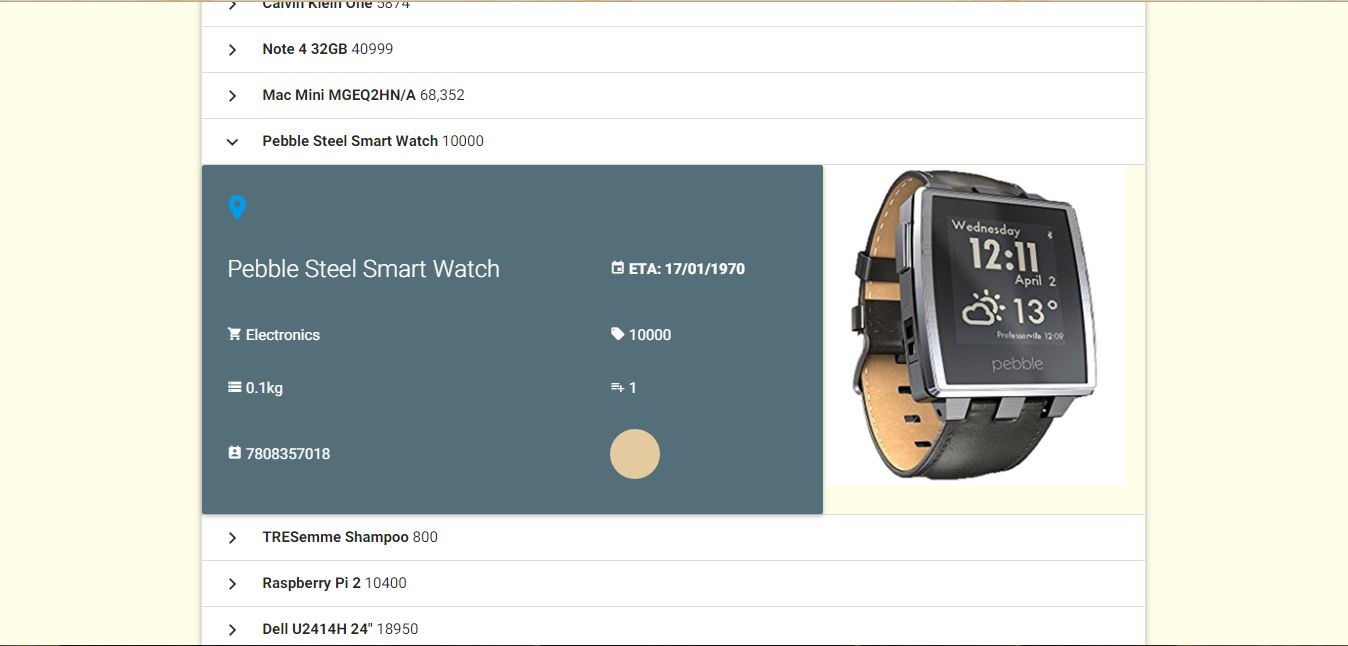 Calvin Klein One 5874
Note 4 32GB 40999
Mac Mini MGEQ2HN/A 68,352
Pebble Steel Smart Watch 10000
Pebble Steel Smart Watch
ETA: 17/01/1970
Electronics
10000
0.1kg
1
7808357018
Wednesday
12:11
April 2
13°
Professorville 12:09
pebble
TRESemme Shampoo 800
Raspberry Pi 2 10400
Dell U2414H 24" 18950